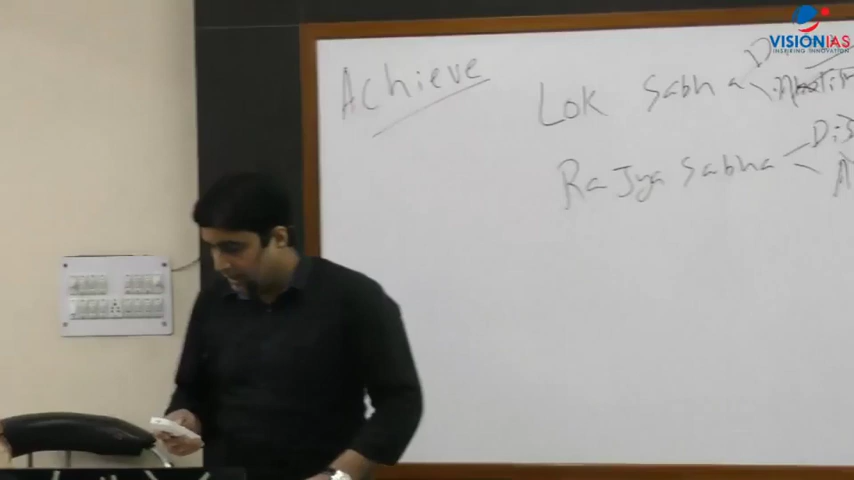 VISIONIAS
INSPIRING INNOVATION
Achieve
Lok Sabha
Rajya Sabha